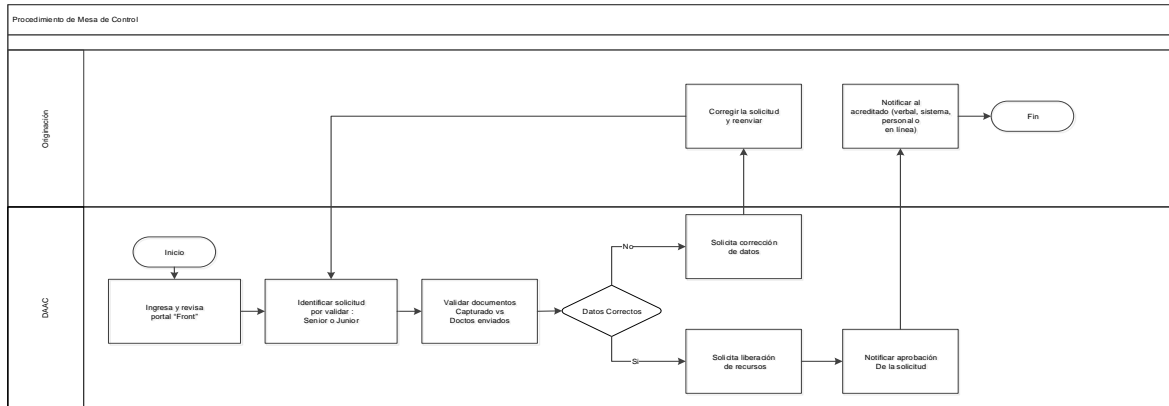 Procedimiento de Mesa de Control
Originación
Corregir la solicitud
y reenviar
Notificar al
acreditado (verbal, sistema,
personal o
en línea)
Fin
DAAC
Inicio
Ingresa y revisa
portal “Front”
Identificar solicitud
por validar :
Senior o Junior
Validar documentos
Capturado vs
Doctos enviados
Datos Correctos
No
Solicita corrección
de datos
Si
Solicita liberación
de recursos
Notificar aprobación
De la solicitud